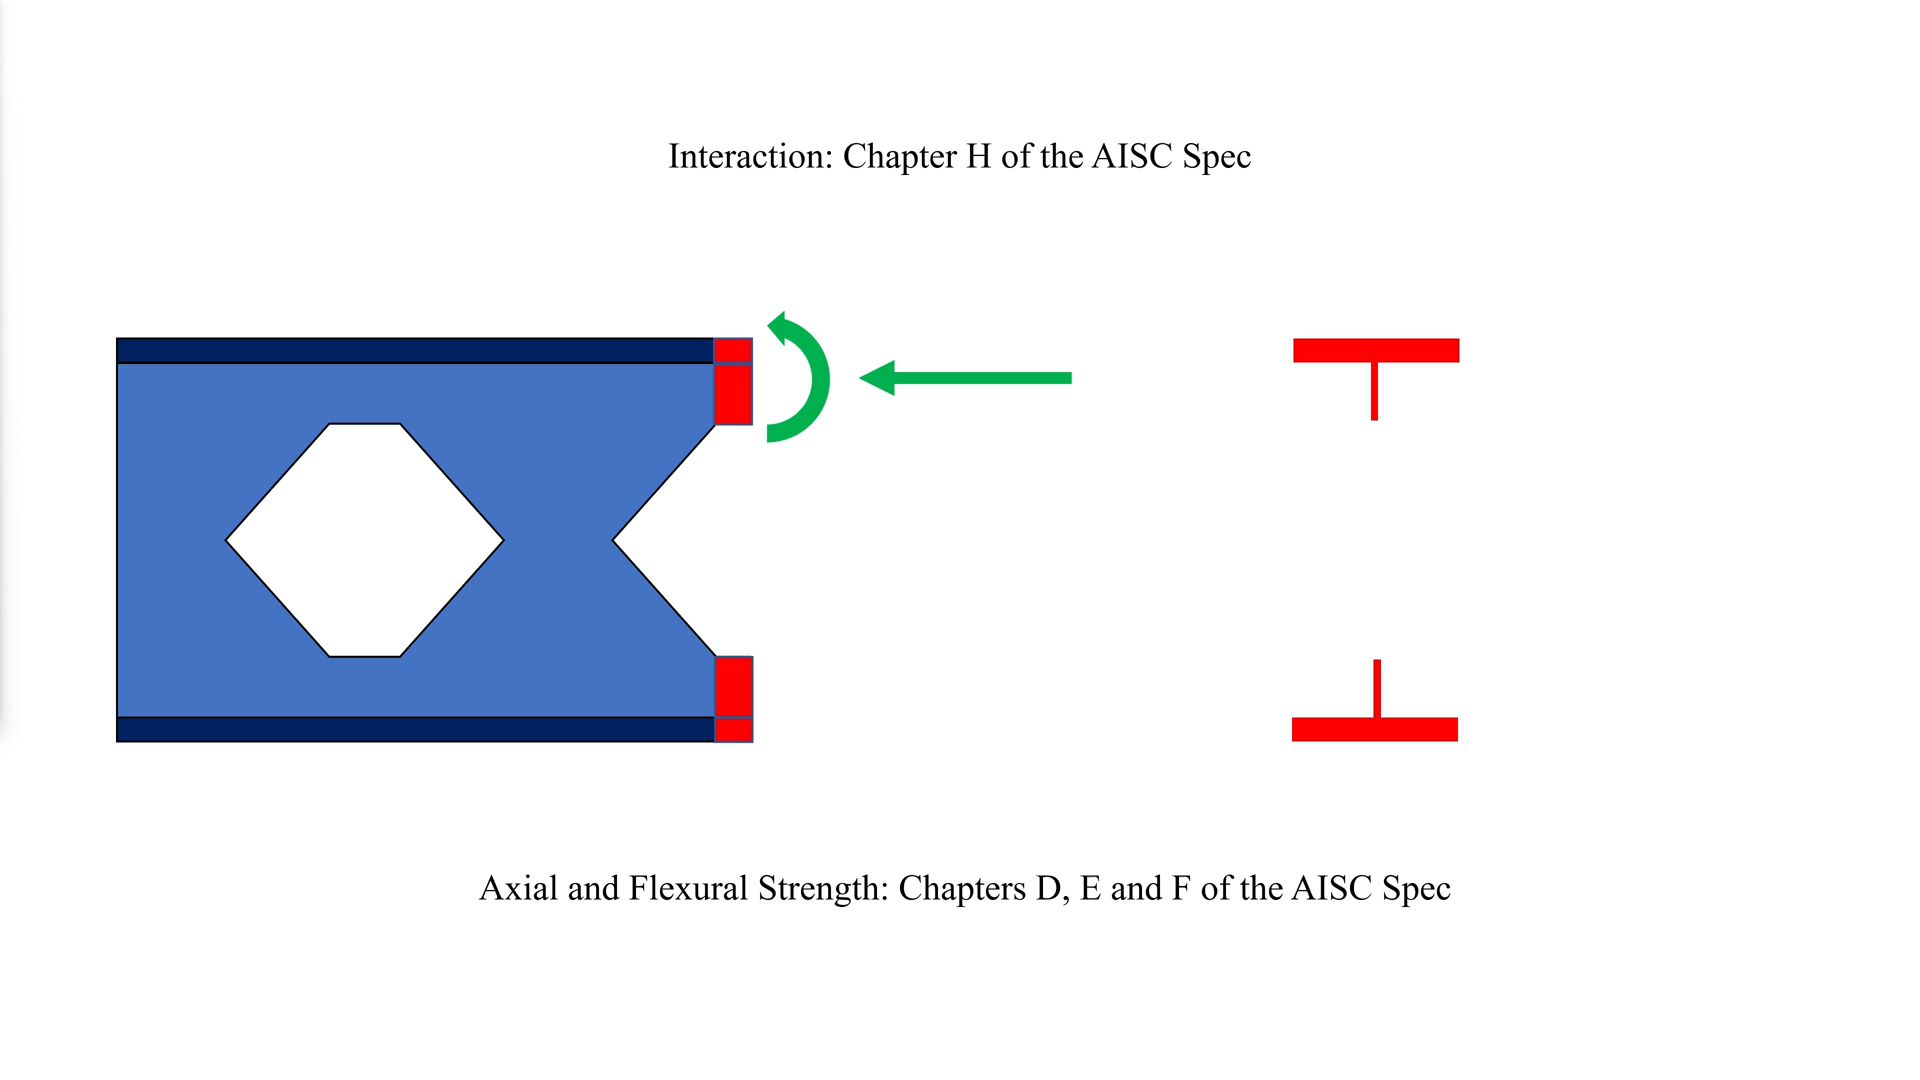 Interaction: Chapter H of the AISC Spec
Axial and Flexural Strength: Chapters D, E and F of the AISC Spec